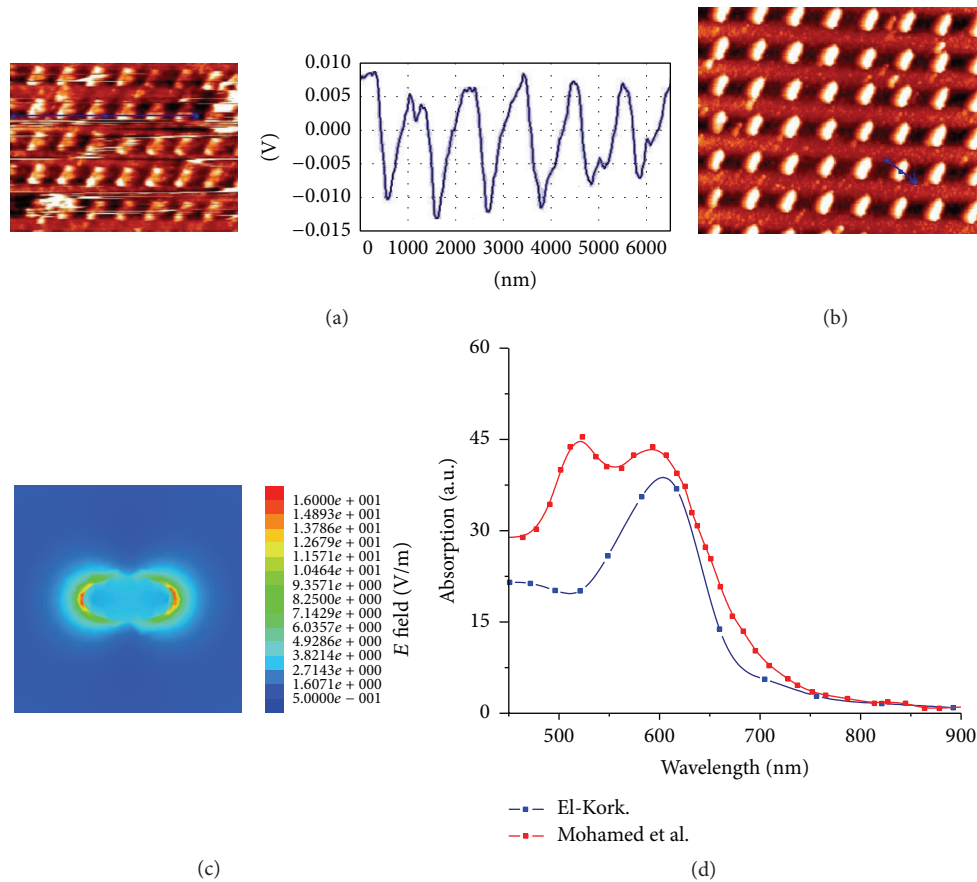 0.010
0.005
0.000
−0.005
−0.010
−0.015
(V)
0 1000 2000 3000 4000 5000 6000
(nm)
(a)
(b)
1.6000e + 001
1.4893e + 001
1.3786e + 001
1.2679e + 001
1.1571e + 001
1.0464e + 001
9.3571e + 000
8.2500e + 000
7.1429e + 000
6.0357e + 000
4.9286e + 000
3.8214e + 000
2.7143e + 000
1.6071e + 000
5.0000e − 001
E field (V/m)
(c)
60
45
30
15
0
Absorption (a.u.)
500 600 700 800 900
Wavelength (nm)
El-Kork.
Mohamed et al.
(d)